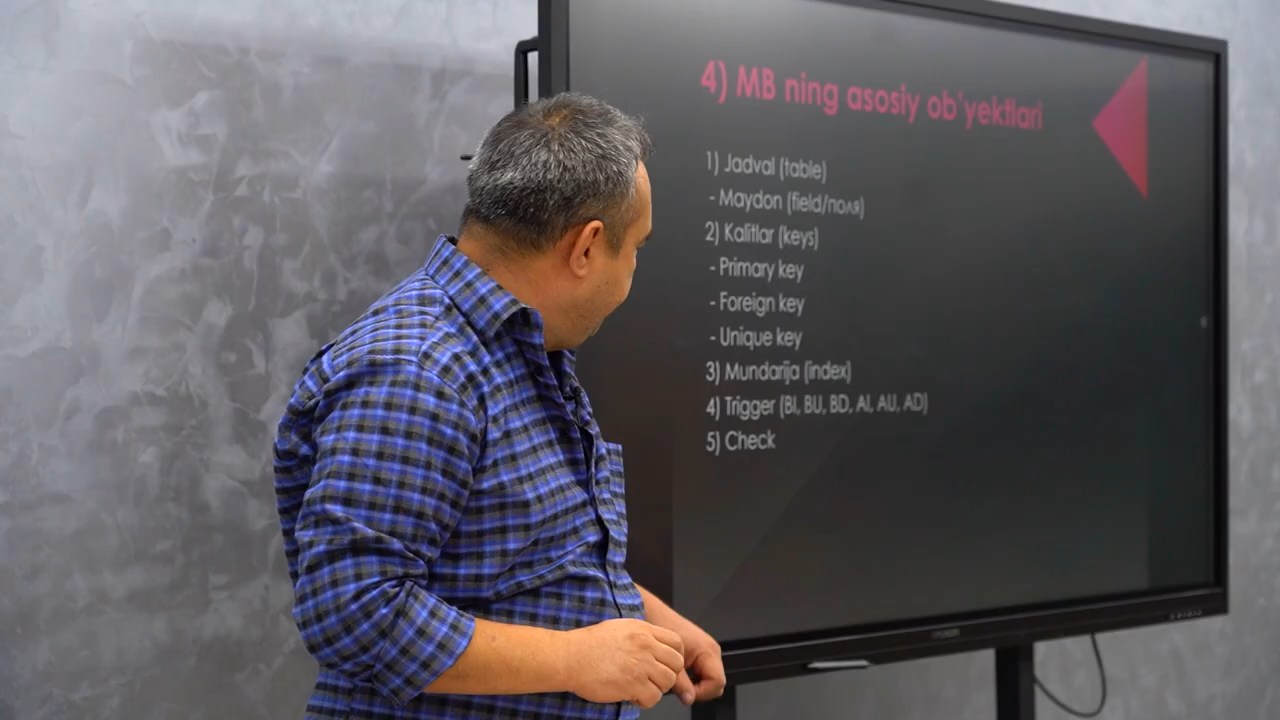 4) MB ning asosiy ob'yektlari
1) Jadval (table)
- Maydon (field/поля)
2) Kalitlar (keys)
- Primary key
- Foreign key
- Unique key
3) Mundarija (index)
4) Trigger (BI, BU, BD, AI, AU, AD)
5) Check